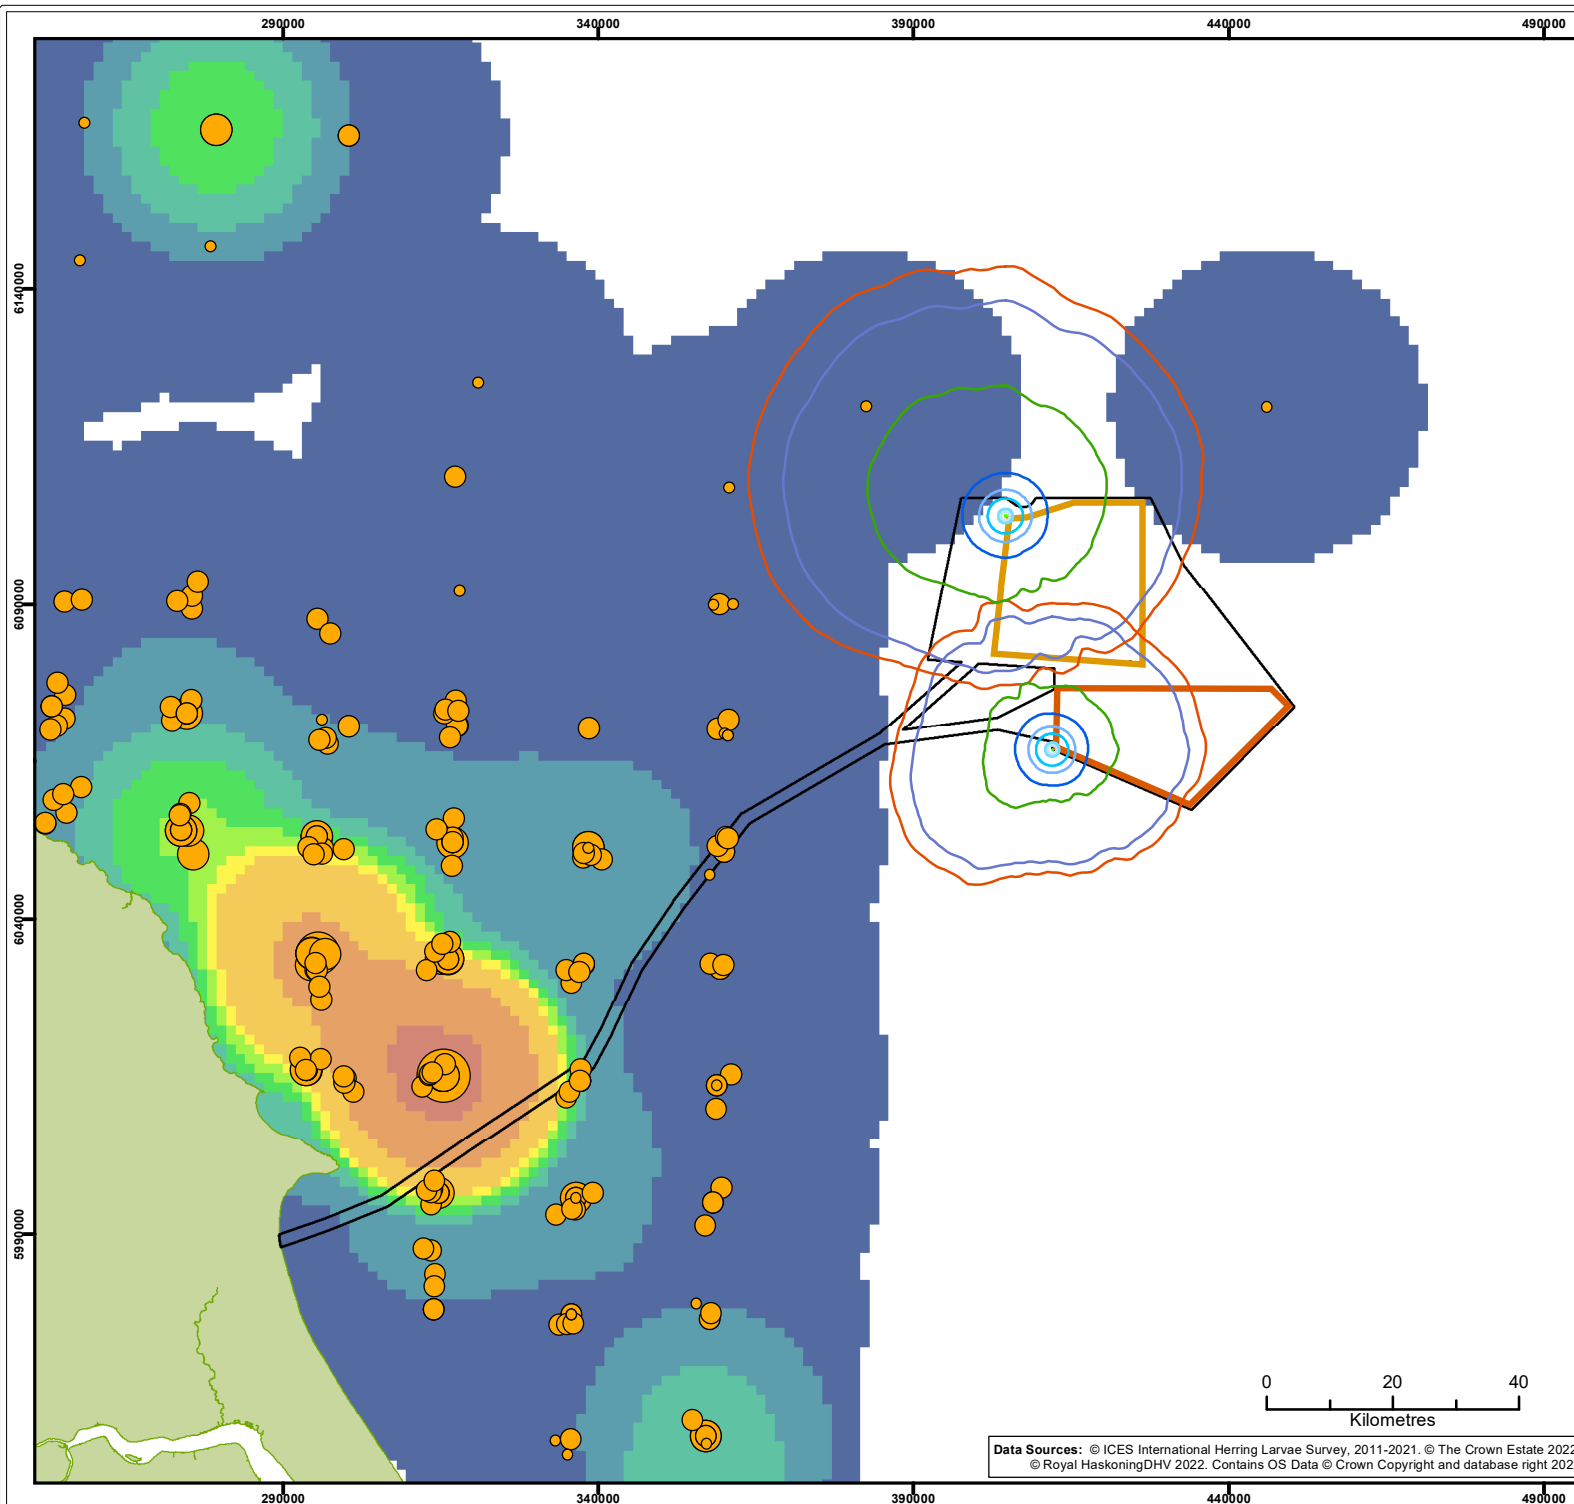 290000 340000 390000 440000 490000
6140000
6090000
6040000
5990000
0 20 40
Kilometres
Data Sources: © ICES International Herring Larvae Survey, 2011-2021. © The Crown Estate 2022
© Royal HaskoningDHV 2022. Contains OS Data © Crown Copyright and database right 202
290000 340000 390000 440000 490000